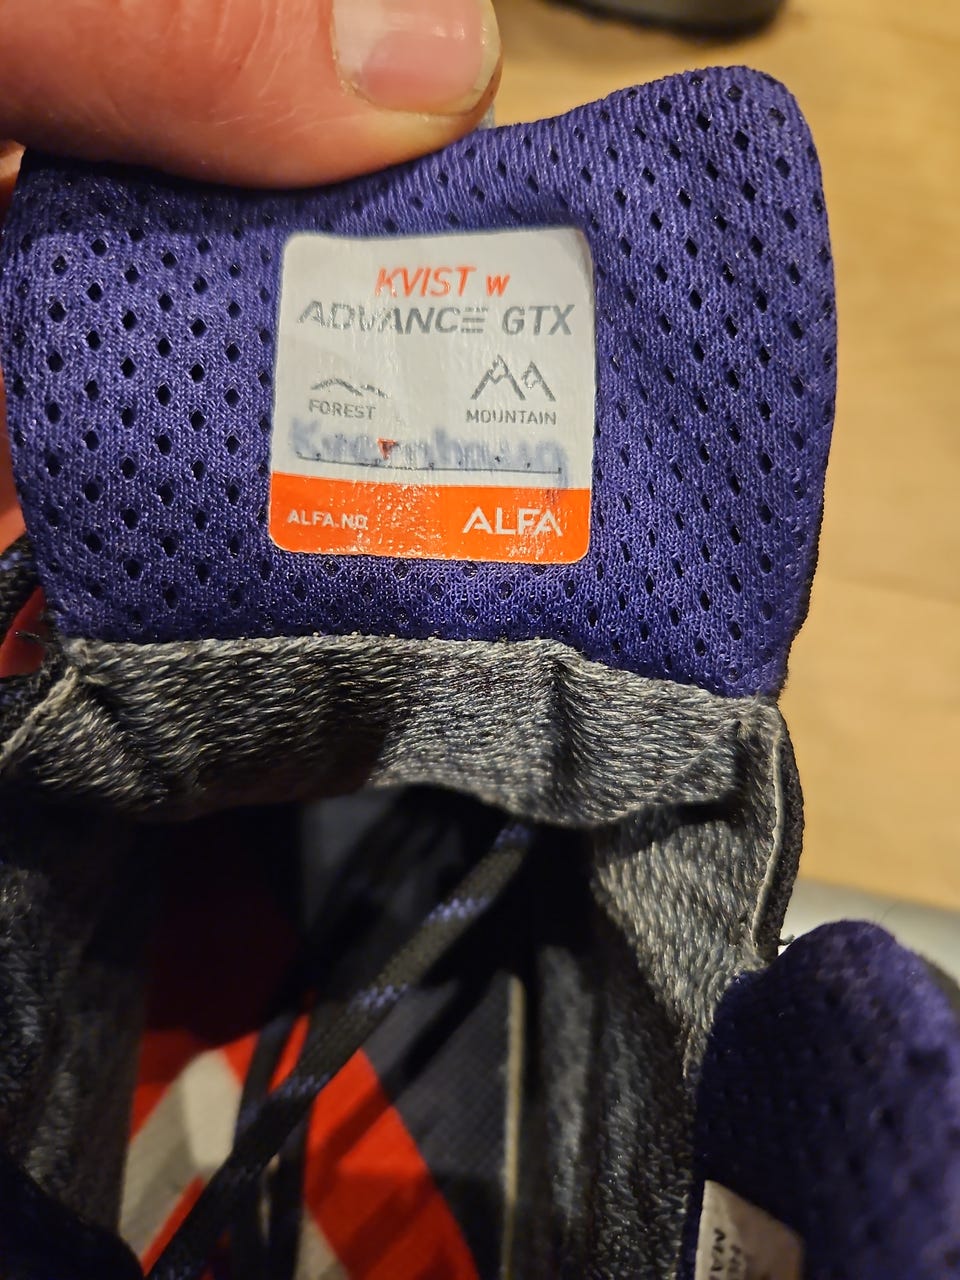 KVIST W
ADVANCE GTX
FOREST
MOUNTAIN
ALFA.NO
ALFA